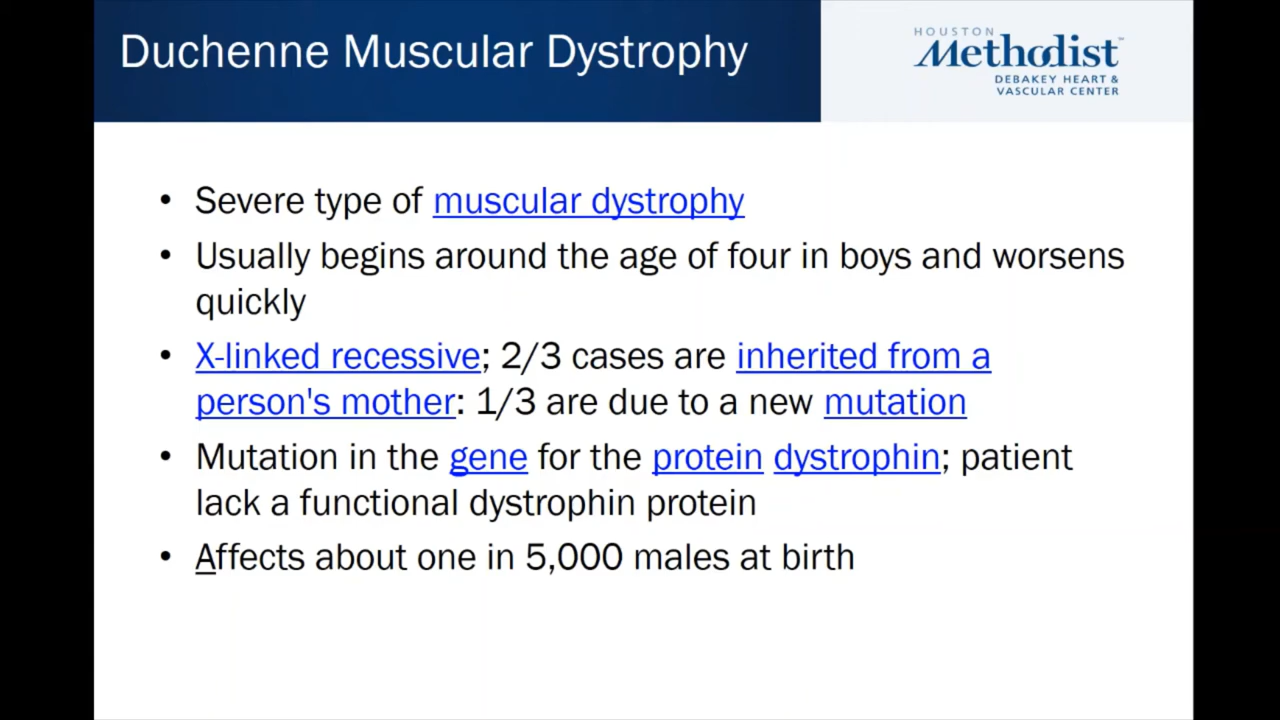 Duchenne Muscular Dystrophy
HOUSTON
Methodist
DEBAKEY HEART &
VASCULAR CENTER
• Severe type of muscular dystrophy
• Usually begins around the age of four in boys and worsens
quickly
• X-linked recessive; 2/3 cases are inherited from a
person's mother: 1/3 are due to a new mutation
• Mutation in the gene for the protein dystrophin; patient
lack a functional dystrophin protein
• Affects about one in 5,000 males at birth